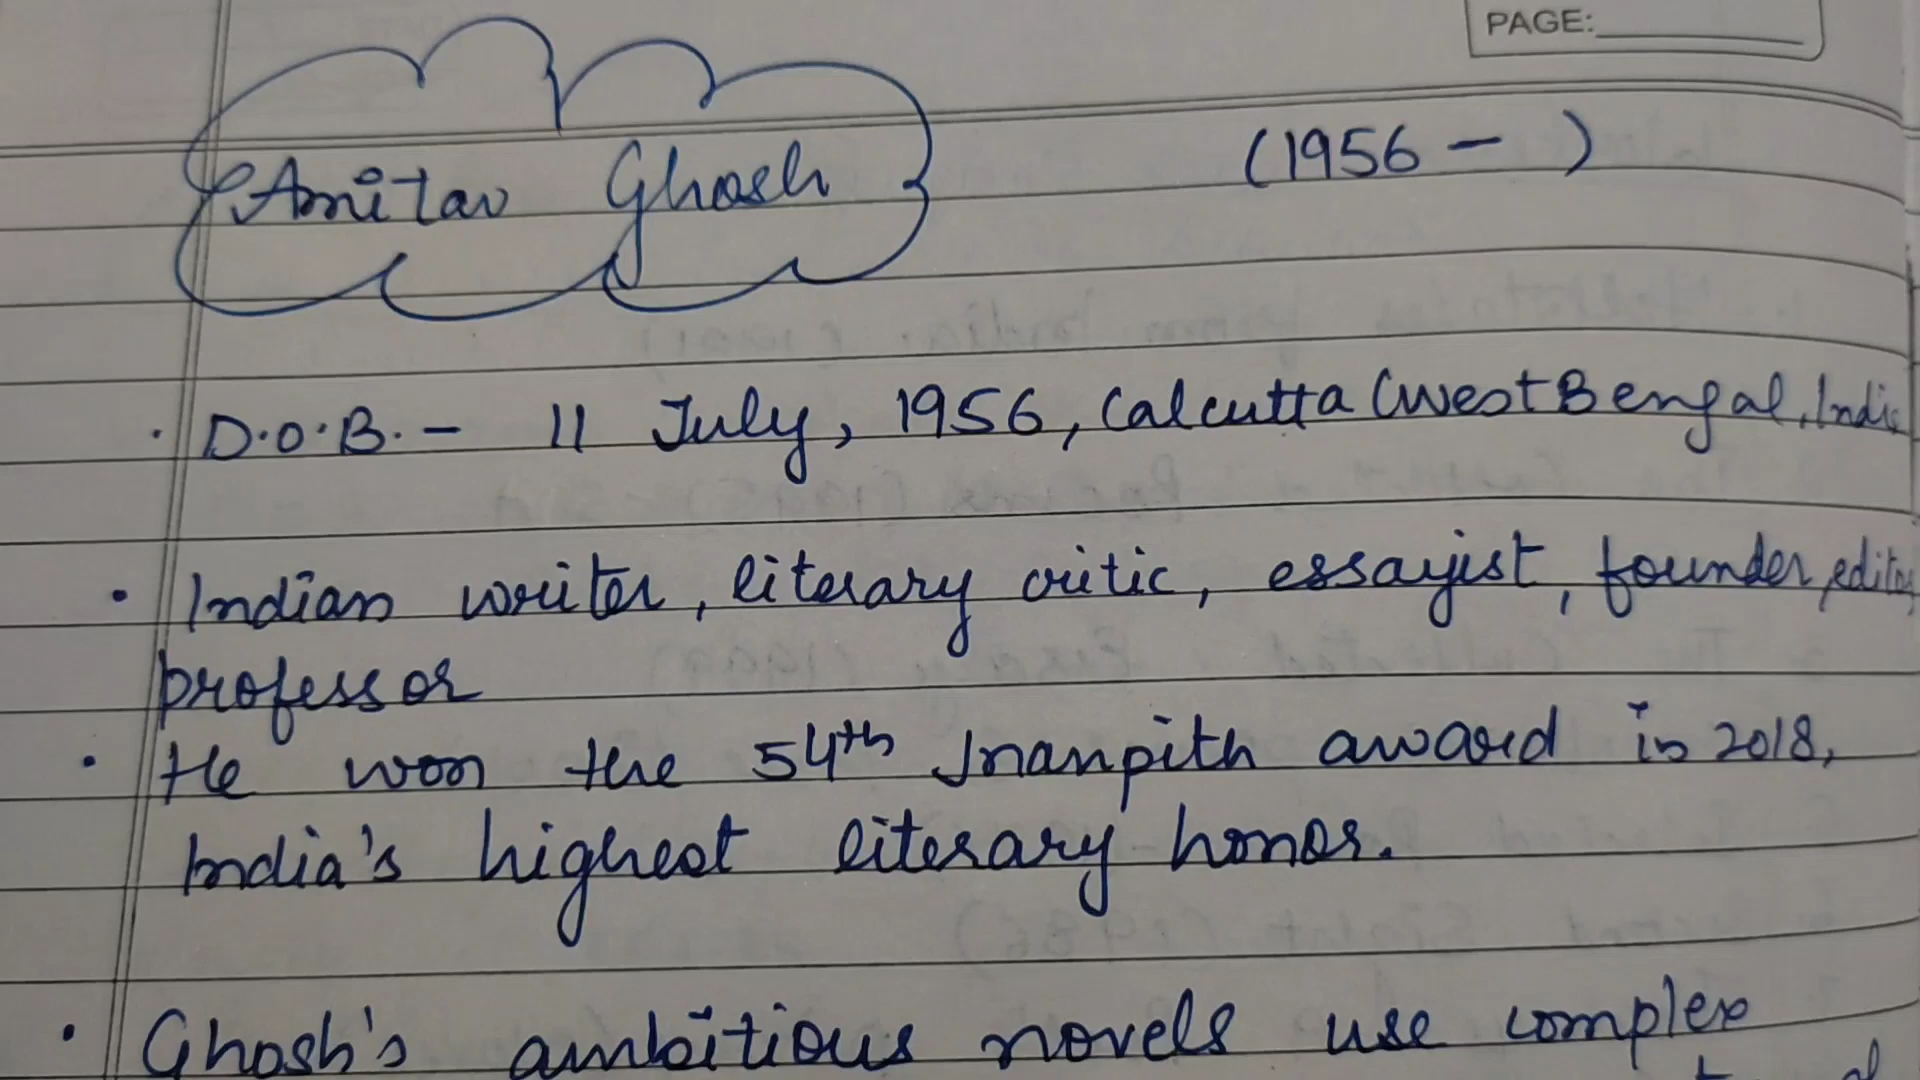 PAGE:
Amitav Ghosh (1956 - )
· D.O.B. - 11 July, 1956, Calcutta (West Bengal, India
· Indian writer, literary critic, essayist, founder, editor,
professor
· He won the 54th Jnanpith award in 2018,
India's highest literary honor.
· Ghosh's ambitious novels use complex